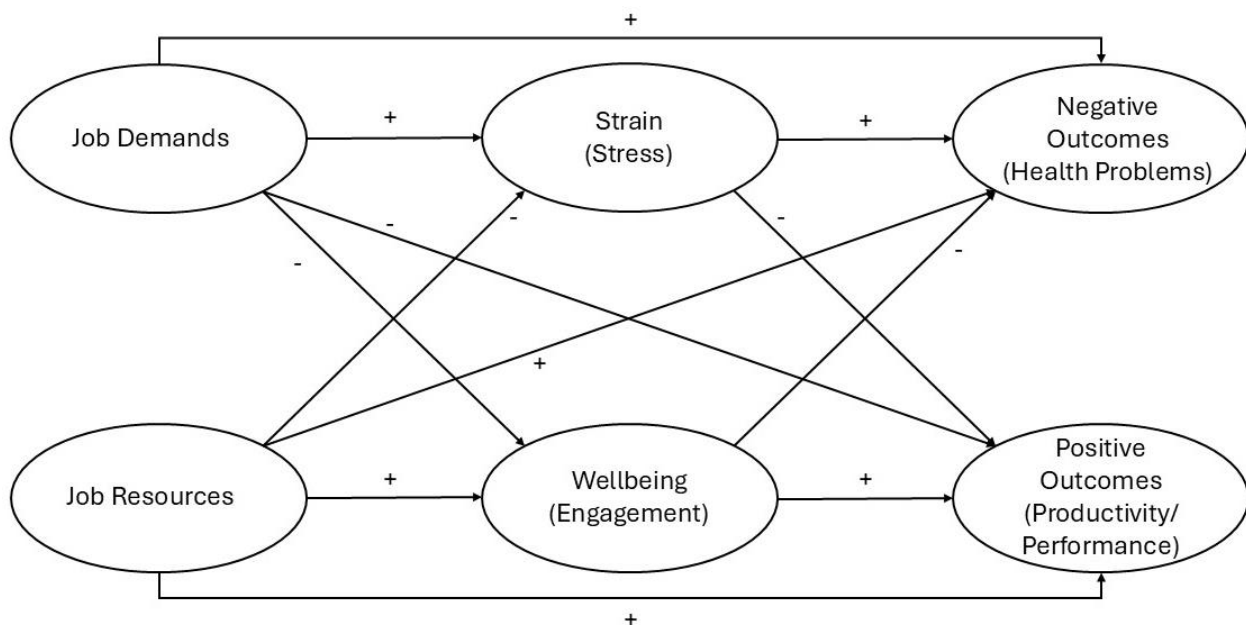 +
Job Demands
+
Strain
(Stress)
+
Negative
Outcomes
(Health Problems)
-
-
-
-
-
+
Job Resources
+
Wellbeing
(Engagement)
+
Positive
Outcomes
(Productivity/
Performance)
+